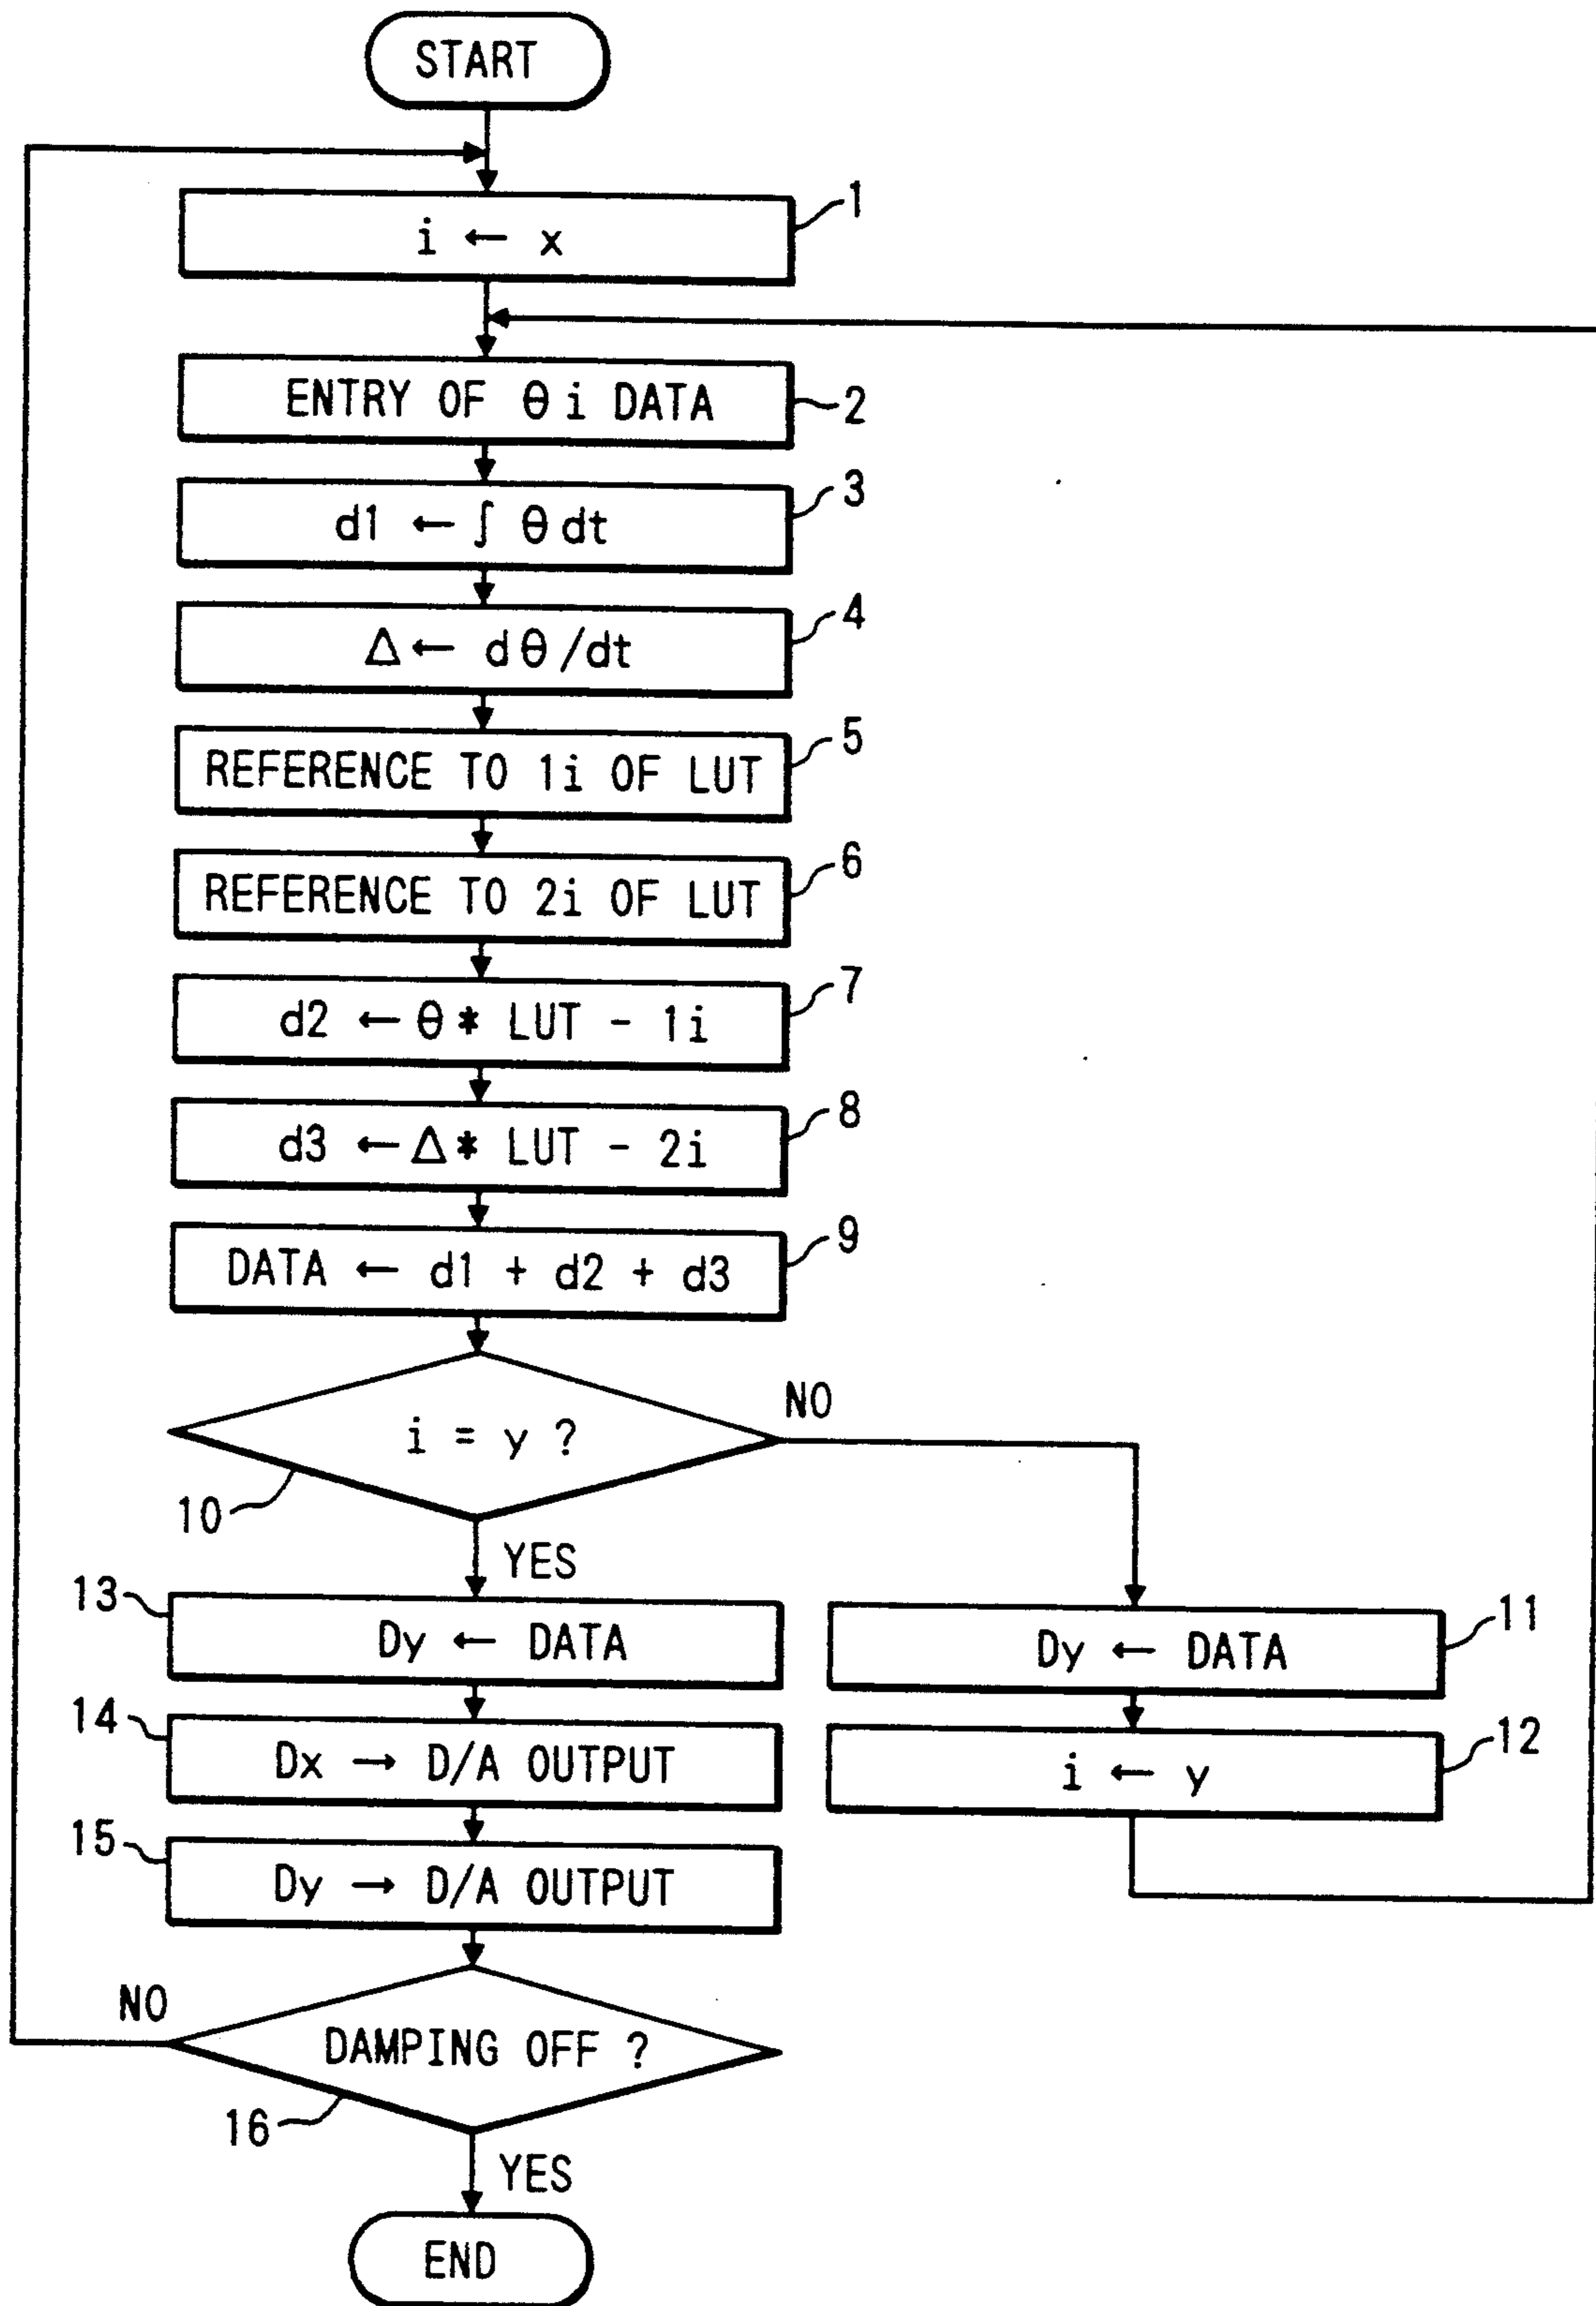 START
1
i ← x
ENTRY OF θi DATA
2
3
d1 ← ∫ θdt
4
Δ ← dθ/dt
5
REFERENCE TO 1i OF LUT
6
REFERENCE TO 2i OF LUT
7
d2 ← θ * LUT - 1i
8
d3 ← Δ * LUT - 2i
9
DATA ← d1 + d2 + d3
NO
i = y ?
10
YES
13
Dy ← DATA
11
Dy ← DATA
14
Dx → D/A OUTPUT
12
i ← y
15
Dy → D/A OUTPUT
NO
DAMPING OFF ?
16
YES
END